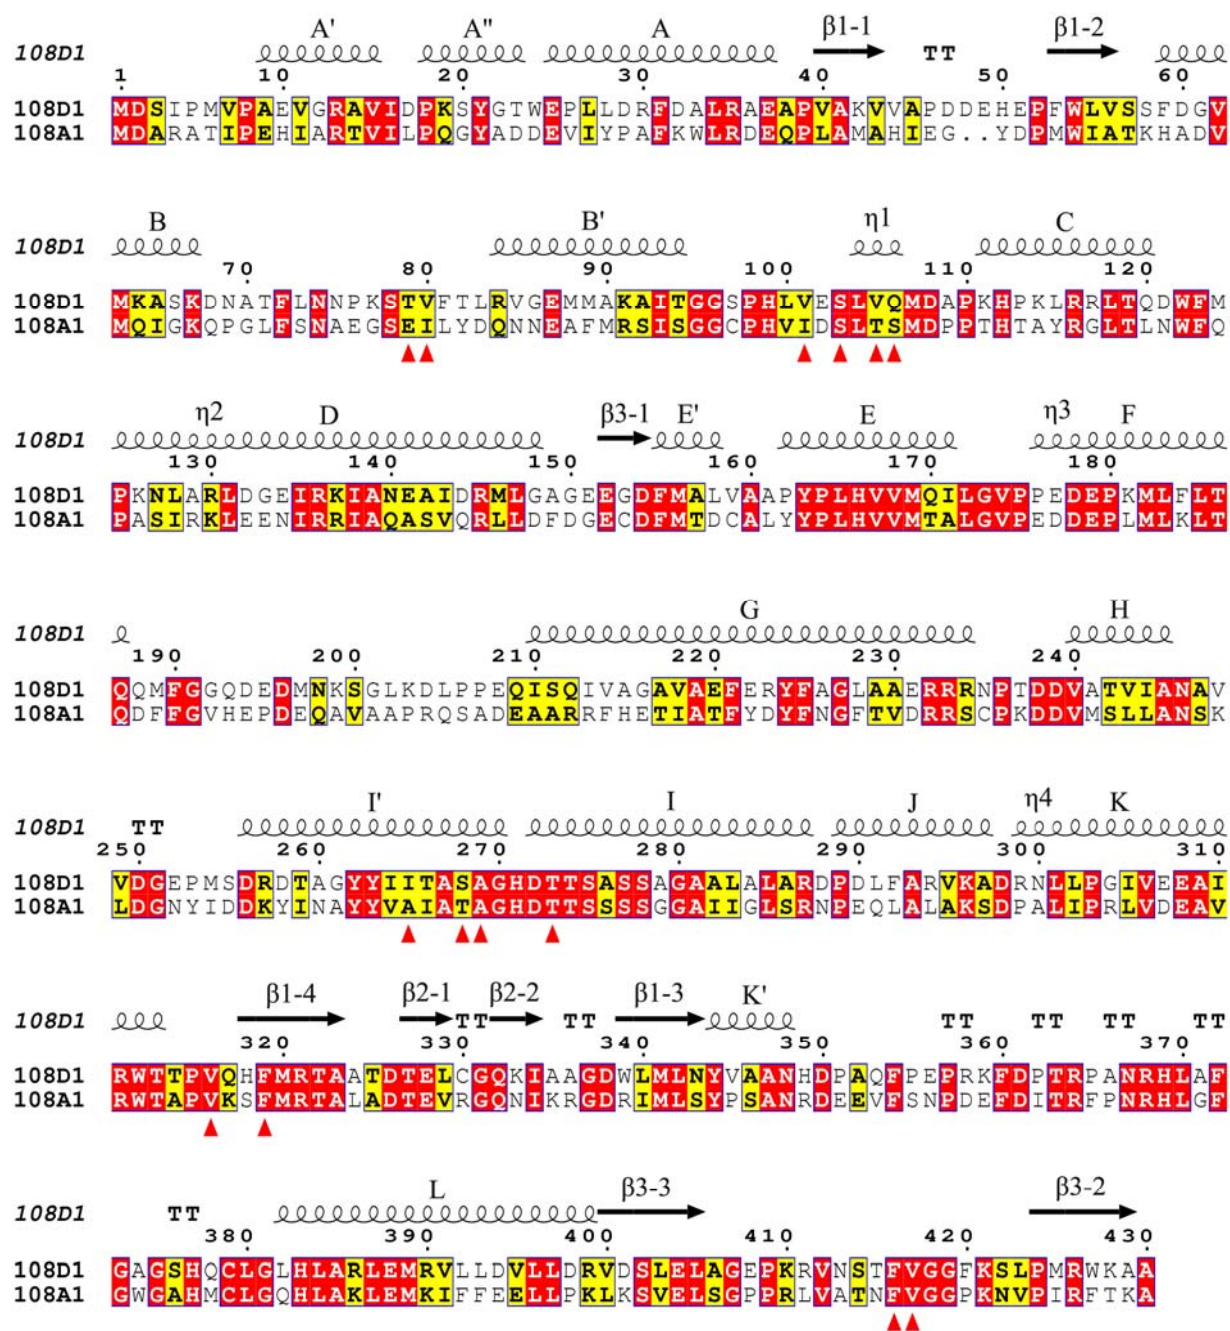 A' A'' A β1-1 β1-2
108D1 TT
1 10 20 30 40 50 60
108D1 MDSIPMVPAEVGRAVIDPKSYGTWEPLLDRFDALRAEAPVAKVVAPDDEHEPFWLVSSFDGV
108A1 MDARATIPEHIARTVILPQGYADDEVIYPAFKWLRDEQPLAMAHIEG..YDPMWIATKHADV
B B' η1 C
108D1
70 80 90 100 110 120
108D1 MKASKDNATFLNNPKSTVFTLRVGEMMAKAITGGSPHLVESLVQMDAPKHPKLRRLTQDWFM
108A1 MQIGKQPGLFSNAEGSEILYDQNNEAFMRSISGGCPHVIDSLTSMDPPTHTAYRGLTLNWFQ
η2 D β3-1 E' E η3 F
108D1
130 140 150 160 170 180
108D1 PKNLARLDGEIRKIANEAIDRMLGAGEEGDFMALVAAPYPLHVVMQILGVPPEDEPKMLFLT
108A1 PASIRKLEENIRRIAQASVQRLLDFDGECDFMTDCALYYPLHVVMTALGVPEDDEPLMLKLT
G H
108D1
190 200 210 220 230 240
108D1 QQMFGGQDEDMNKSGLKDLPPEQISQIVAGAVAEFERYFAGLAAERRRNPTDDVATVIANAV
108A1 QDFFGVHEPDEQAVAAPRQSADEAARRFHETIATFYDYFNGFTVDRRSCPKDDVMSLLANSK
I' I J η4 K
108D1 TT
250 260 270 280 290 300 310
108D1 VDGEPMSDRDTAGYYIITASAGHDTTSASSAGAALALARDPDLFARVKADRNLLPGIVEEAI
108A1 LDGNYIDDKYINAYYVAIATAGHDTTSSSSGGAIIGLSRNPEQLALAKSDPALIPRLVDEAV
β1-4 β2-1 β2-2 β1-3 K'
108D1 TT TT TT TT TT TT
320 330 340 350 360 370
108D1 RWTTPVQHFMRTAATDTELCGQKIAAGDWLMLNYVAANHDPAQFPEPRKFDPTRPANRHLAF
108A1 RWTAPVKSFMRTALADTEVRGQNIKRGDRIMLSYPSANRDEEVFSNPDEFDITRFPNRHLGF
L β3-3 β3-2
108D1 TT
380 390 400 410 420 430
108D1 GAGSHQCLGLHLARLEMRVLLDVLLDRVDSLELAGEPKRVNSTFVGGFKSLPMRWKAA
108A1 GWGAHMCLGQHLAKLEMKIFFEELLPKLKSVELSGPPRLVATNFVGGPKNVPIRFTKA